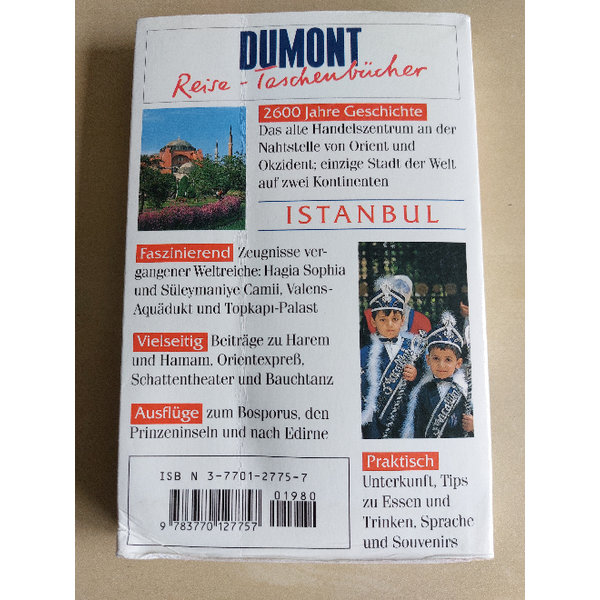 DUMONT
Reise-Taschenbücher
2600 Jahre Geschichte
Das alte Handelszentrum an der
Nahtstelle von Orient und
Okzident; einzige Stadt der Welt
auf zwei Kontinenten
ISTANBUL
Faszinierend Zeugnisse ver-
gangener Weltreiche: Hagia Sophia
und Süleymaniye Camii, Valens-
Aquädukt und Topkapı-Palast
Vielseitig Beiträge zu Harem
und Hamam, Orientexpreß,
Schattentheater und Bauchtanz
Ausflüge zum Bosporus, den
Prinzeninseln und nach Edirne
Praktisch
Unterkunft, Tips
zu Essen und
Trinken, Sprache
und Souvenirs
ISBN 3-7701-2775-7
01980
9 783770 127757